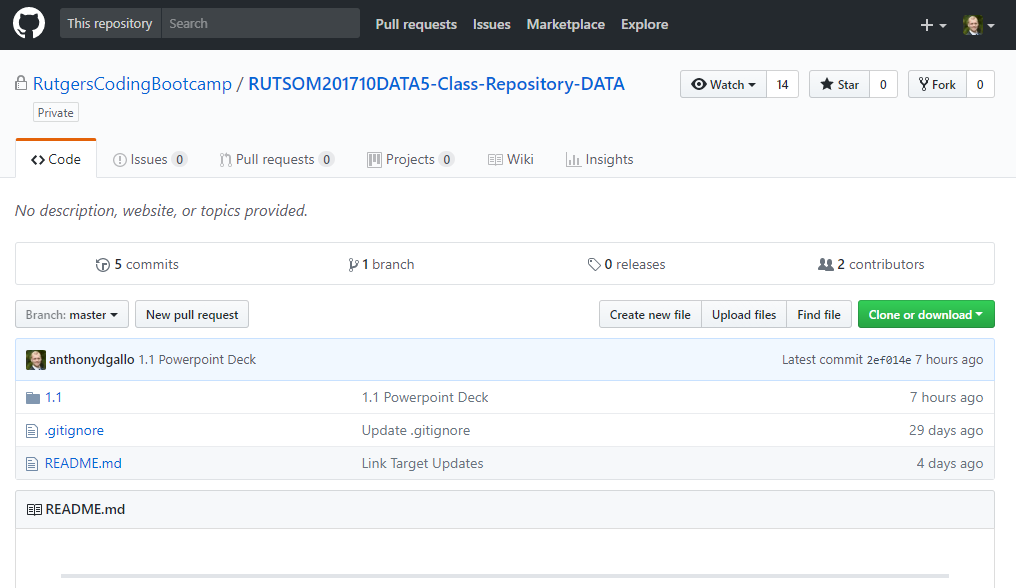 This repository Search Pull requests Issues Marketplace Explore
RutgersCodingBootcamp / RUTSOM201710DATA5-Class-Repository-DATA Watch 14 Star 0 Fork 0
Private
Code Issues 0 Pull requests 0 Projects 0 Wiki Insights
No description, website, or topics provided.
5 commits 1 branch 0 releases 2 contributors
Branch: master New pull request Create new file Upload files Find file Clone or download
anthonydgallo 1.1 Powerpoint Deck Latest commit 2ef014e 7 hours ago
1.1 1.1 Powerpoint Deck 7 hours ago
.gitignore Update .gitignore 29 days ago
README.md Link Target Updates 4 days ago
README.md